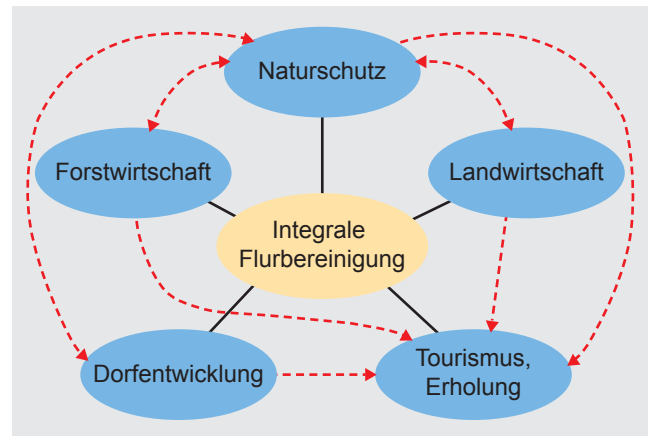 Naturschutz
Forstwirtschaft
Landwirtschaft
Integrale
Flurbereinigung
Dorfentwicklung
Tourismus,
Erholung